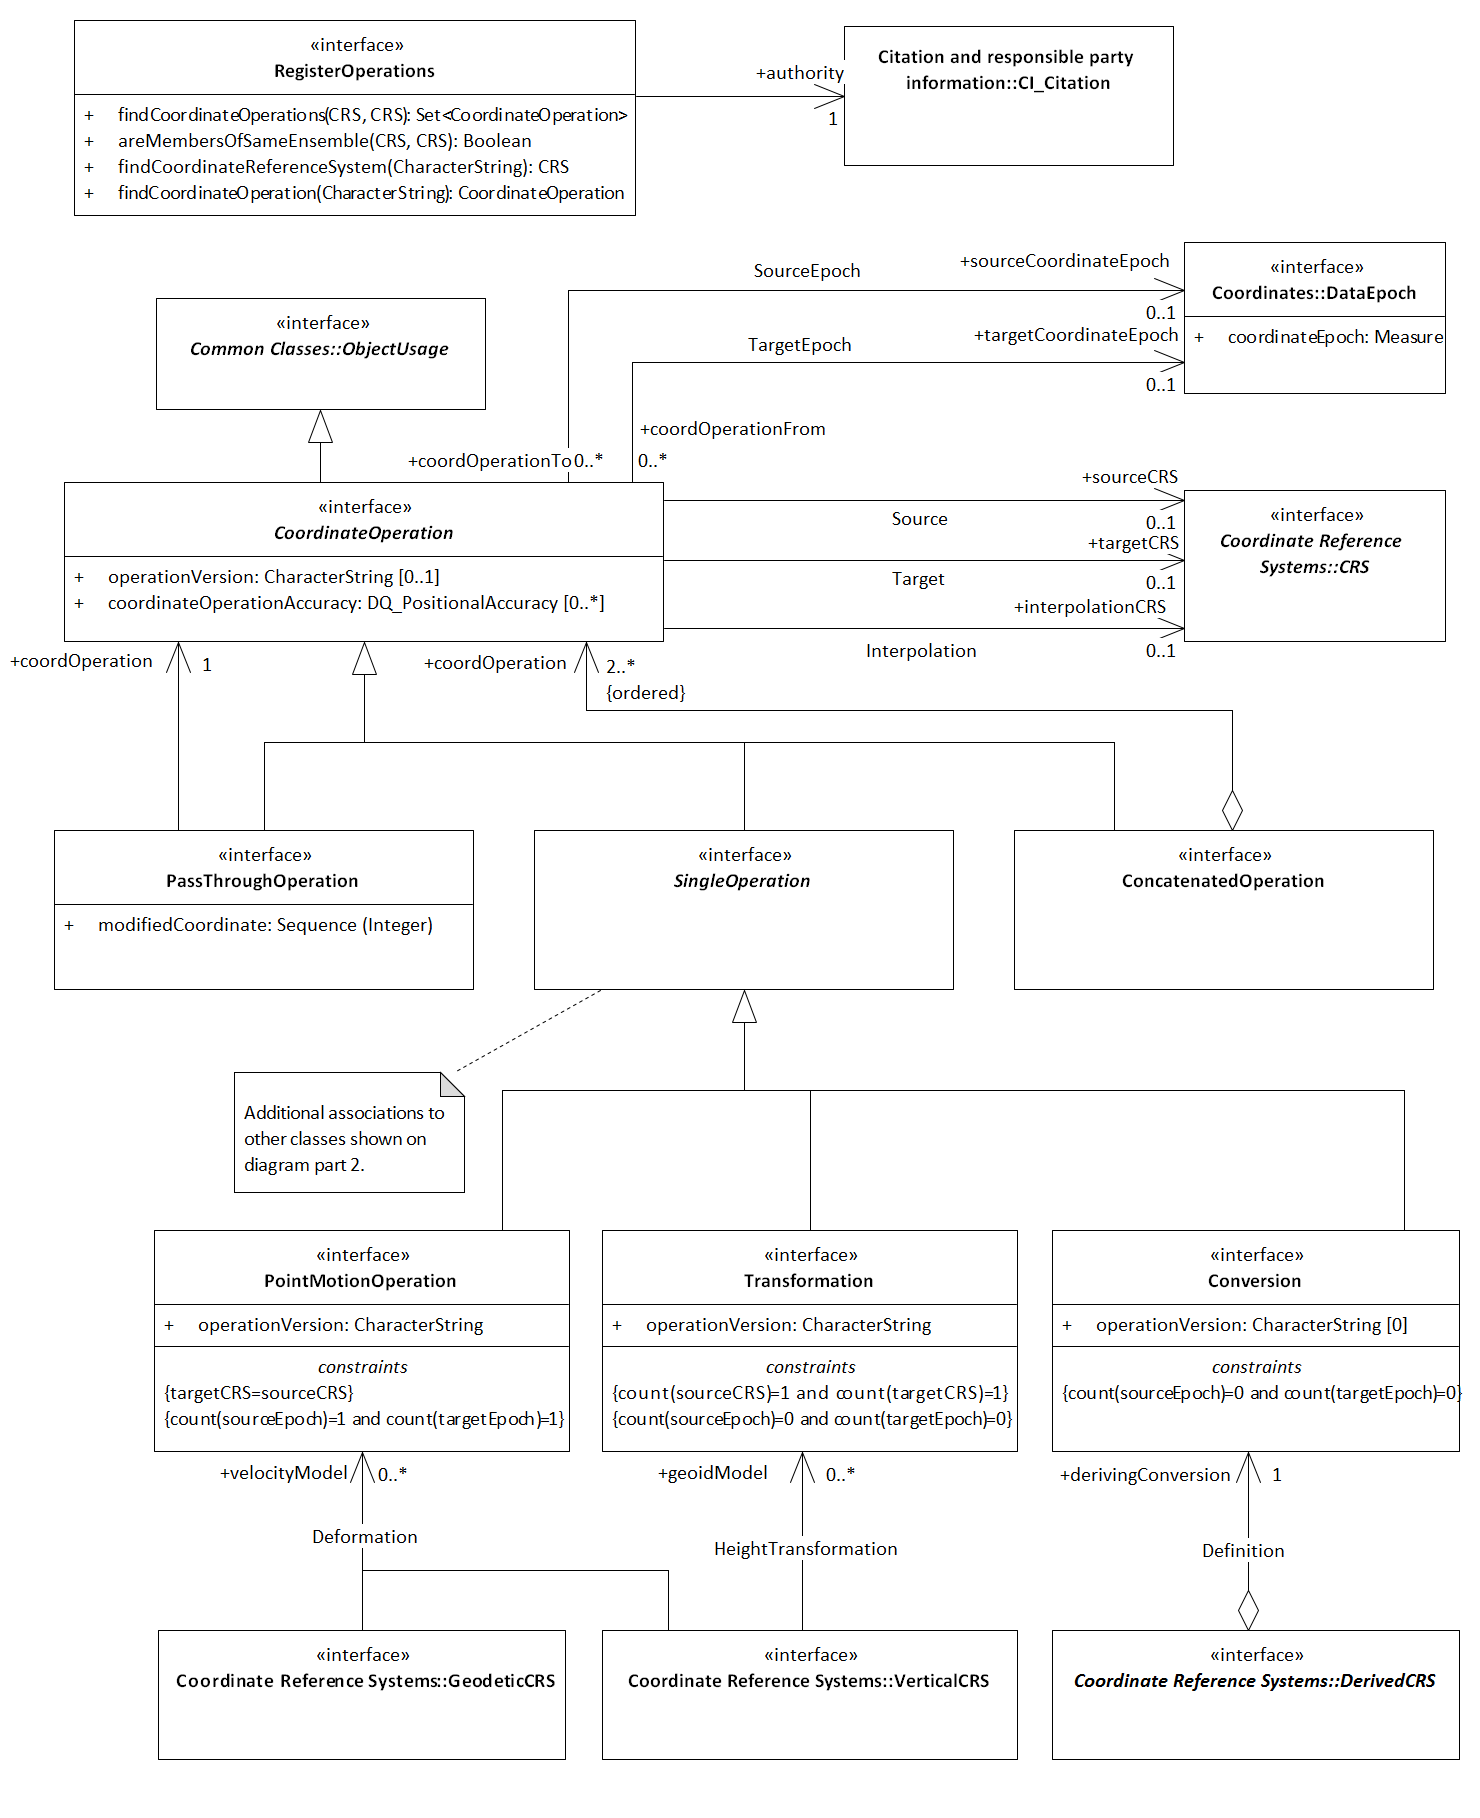 «interface»
RegisterOperations
+ findCoordinateOperations(CRS, CRS): Set<CoordinateOperation>
+ areMembersOfSameEnsemble(CRS, CRS): Boolean
+ findCoordinateReferenceSystem(CharacterString): CRS
+ findCoordinateOperation(CharacterString): CoordinateOperation
+authority
1
Citation and responsible party
information::CI_Citation
«interface»
Common Classes::ObjectUsage
SourceEpoch
+sourceCoordinateEpoch
0..1
TargetEpoch
+targetCoordinateEpoch
0..1
«interface»
Coordinates::DataEpoch
+ coordinateEpoch: Measure
+coordOperationFrom
+coordOperationTo 0..*
0..*
«interface»
CoordinateOperation
+ operationVersion: CharacterString [0..1]
+ coordinateOperationAccuracy: DQ_PositionalAccuracy [0..*]
+sourceCRS
Source
0..1
+targetCRS
Target
0..1
+interpolationCRS
Interpolation
0..1
«interface»
Coordinate Reference
Systems::CRS
+coordOperation
1
+coordOperation
2..*
{ordered}
«interface»
PassThroughOperation
+ modifiedCoordinate: Sequence (Integer)
«interface»
SingleOperation
«interface»
ConcatenatedOperation
Additional associations to
other classes shown on
diagram part 2.
«interface»
PointMotionOperation
+ operationVersion: CharacterString
constraints
{targetCRS=sourceCRS}
{count(sourceEpoch)=1 and count(targetEpoch)=1}
«interface»
Transformation
+ operationVersion: CharacterString
constraints
{count(sourceCRS)=1 and count(targetCRS)=1}
{count(sourceEpoch)=0 and count(targetEpoch)=0}
«interface»
Conversion
+ operationVersion: CharacterString [0]
constraints
{count(sourceEpoch)=0 and count(targetEpoch)=0}
+velocityModel
0..*
Deformation
+geoidModel
0..*
HeightTransformation
+derivingConversion
1
Definition
«interface»
Coordinate Reference Systems::GeodeticCRS
«interface»
Coordinate Reference Systems::VerticalCRS
«interface»
Coordinate Reference Systems::DerivedCRS